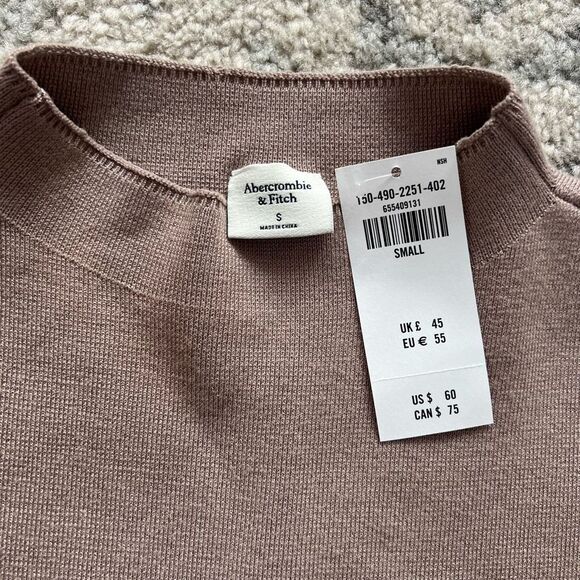 Abercrombie
& Fitch
S
MADE IN CHINA
NSH
150-490-2251-402
655409131
SMALL
UK £ 45
EU € 55
US $ 60
CAN $ 75